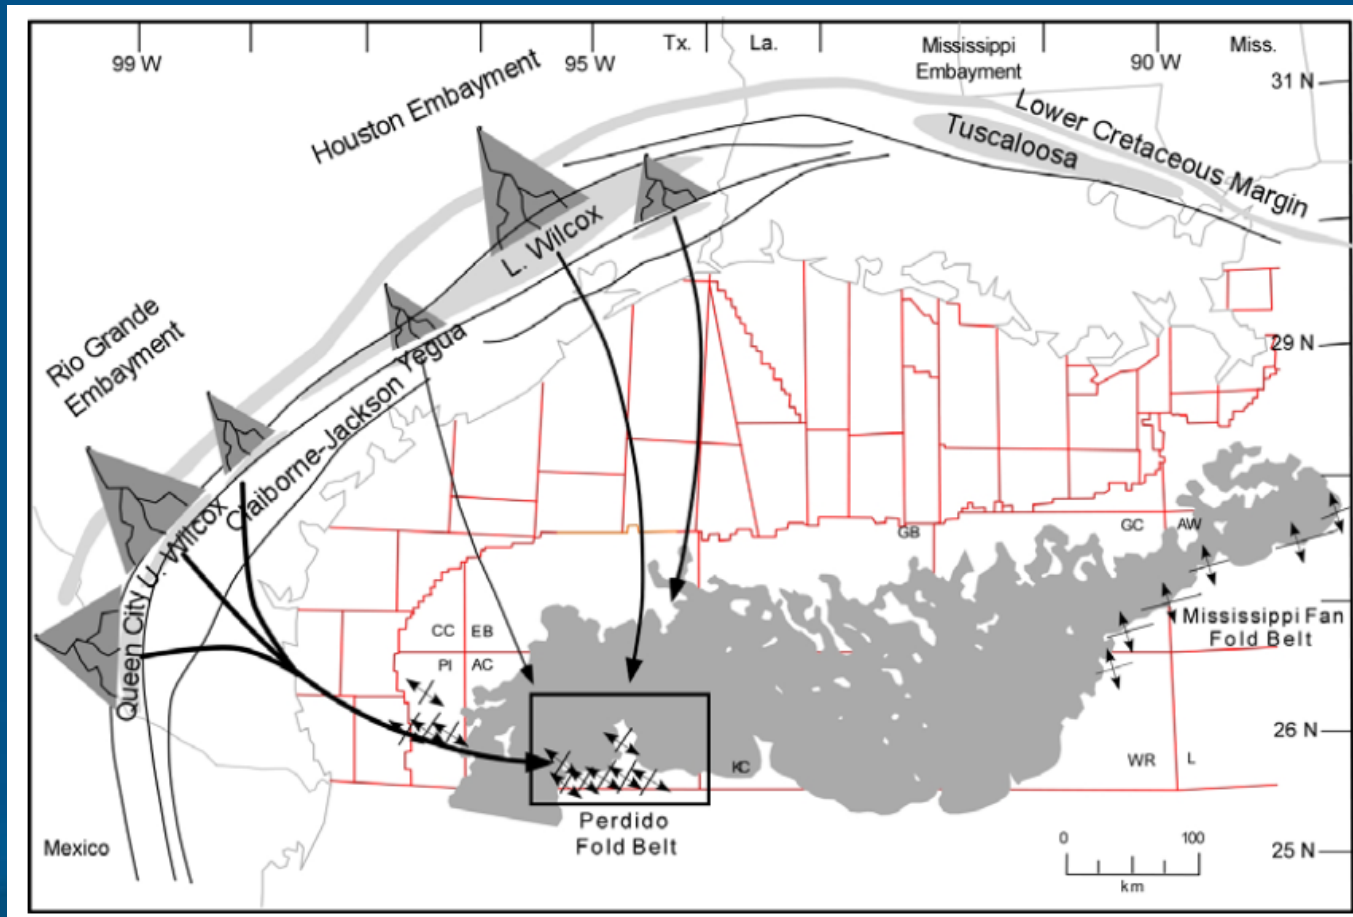 Tx.
La.
Mississippi
Embayment
Miss.
99 W
95 W
90 W
31 N
Houston Embayment
Lower Cretaceous Margin
Tuscaloosa
L. Wilcox
Rio Grande
Embayment
29 N
Claiborne-Jackson Yegua
U. Wilcox
Queen City
GB
GC
AW
CC
EB
PI
AC
Mississippi Fan
Fold Belt
26 N
KC
WR
L
Perdido
Fold Belt
Mexico
0
100
km
25 N